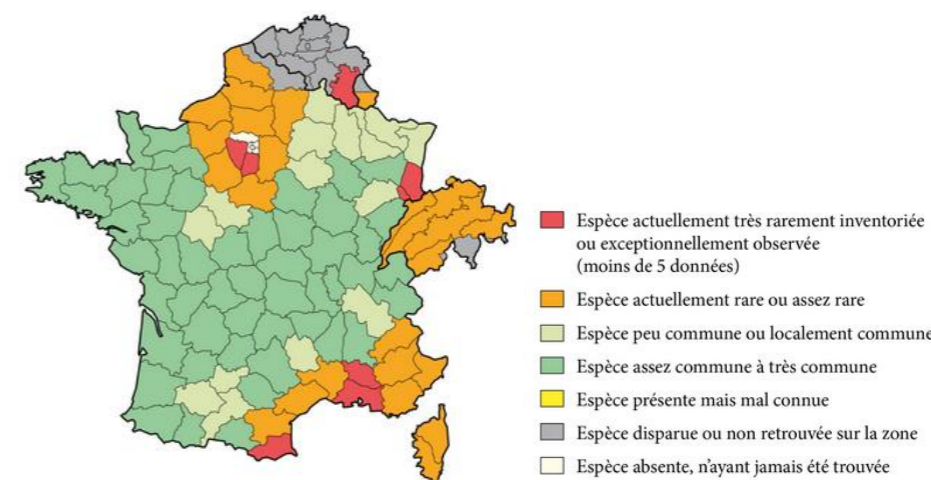 Espèce actuellement très rarement inventoriée
ou exceptionnellement observée
(moins de 5 données)
Espèce actuellement rare ou assez rare
Espèce peu commune ou localement commune
Espèce assez commune à très commune
Espèce présente mais mal connue
Espèce disparue ou non retrouvée sur la zone
Espèce absente, n'ayant jamais été trouvée